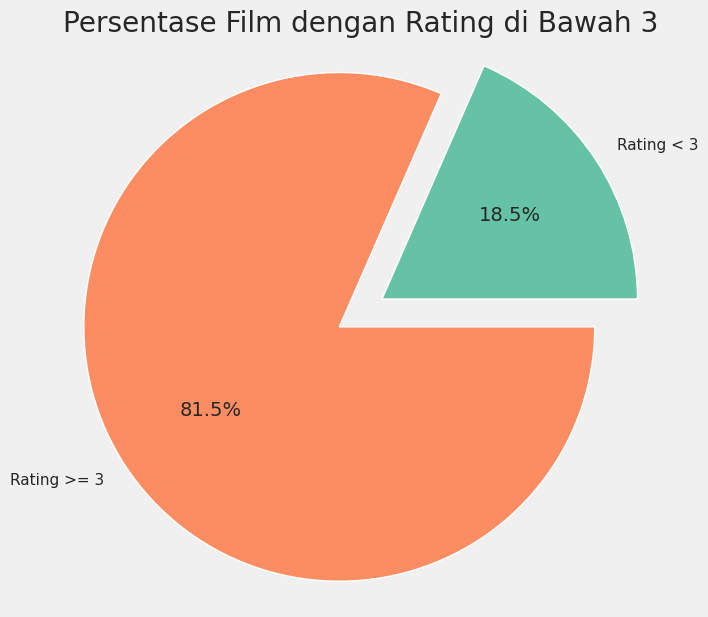 Persentase Film dengan Rating di Bawah 3
Rating < 3
18.5%
81.5%
Rating >= 3